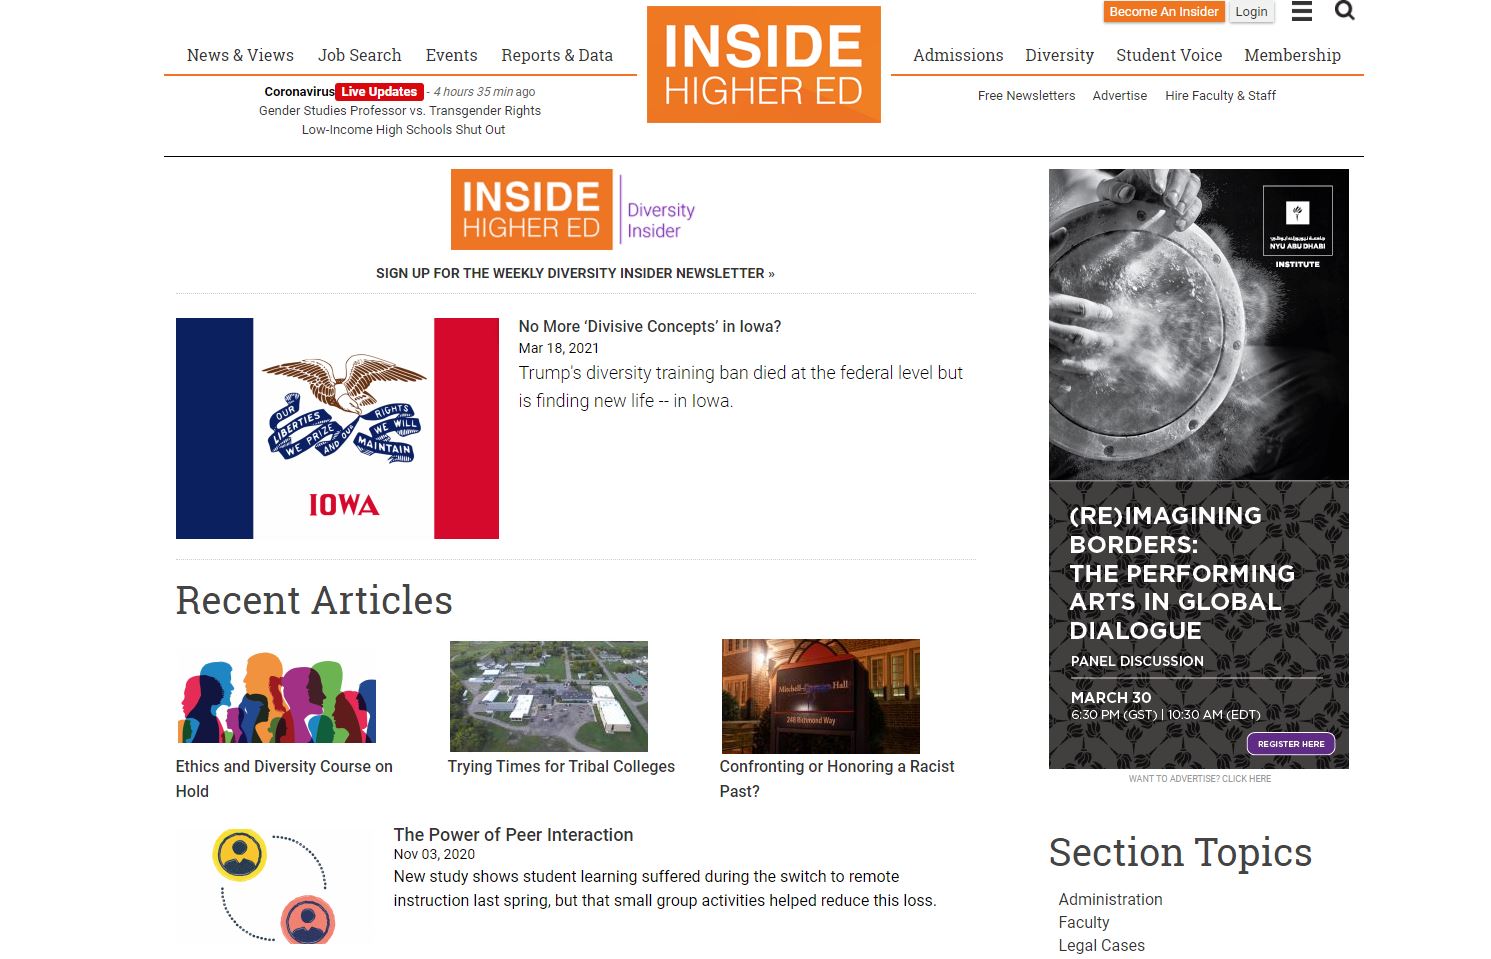 Become An Insider
Login
News & Views
Job Search
Events
Reports & Data
INSIDE
HIGHER ED
Admissions
Diversity
Student Voice
Membership
Coronavirus Live Updates - 4 hours 35 min ago
Gender Studies Professor vs. Transgender Rights
Low-Income High Schools Shut Out
Free Newsletters
Advertise
Hire Faculty & Staff
INSIDE
HIGHER ED
Diversity
Insider
SIGN UP FOR THE WEEKLY DIVERSITY INSIDER NEWSLETTER »
OUR
LIBERTIES
WE PRIZE
AND OUR
RIGHTS
WE WILL
MAINTAIN
IOWA
No More ‘Divisive Concepts’ in Iowa?
Mar 18, 2021
Trump's diversity training ban died at the federal level but
is finding new life -- in Iowa.
جامعة نيويورك أبوظبي
NYU ABU DHABI
INSTITUTE
(RE)IMAGINING
BORDERS:
THE PERFORMING
ARTS IN GLOBAL
DIALOGUE
PANEL DISCUSSION
MARCH 30
6:30 PM (GST) | 10:30 AM (EDT)
REGISTER HERE
WANT TO ADVERTISE? CLICK HERE
Recent Articles
Ethics and Diversity Course on
Hold
Trying Times for Tribal Colleges
Hall
248 Richmond Way
Confronting or Honoring a Racist
Past?
The Power of Peer Interaction
Nov 03, 2020
New study shows student learning suffered during the switch to remote
instruction last spring, but that small group activities helped reduce this loss.
Section Topics
Administration
Faculty
Legal Cases